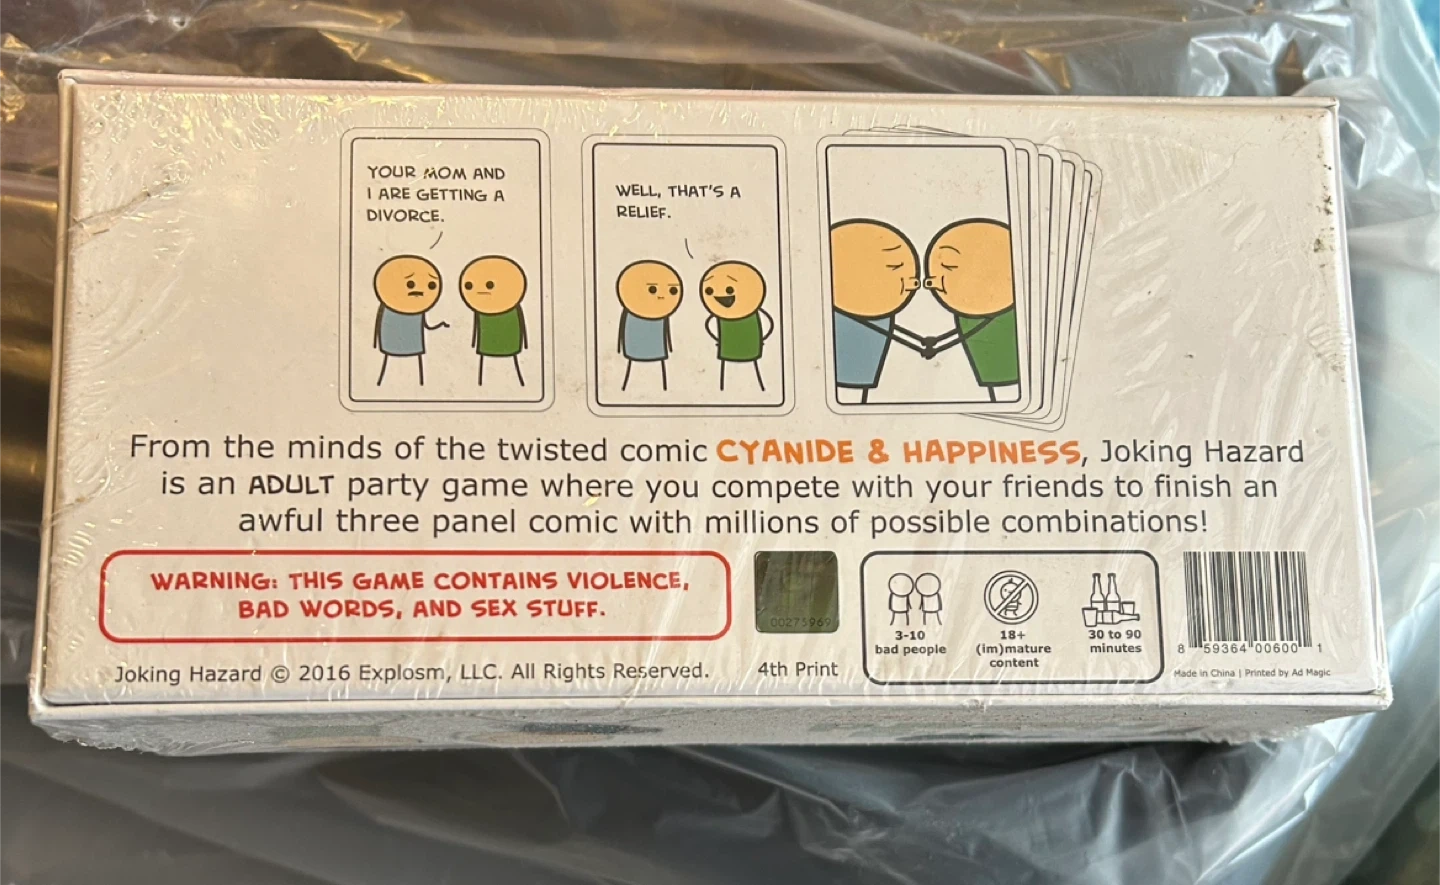 YOUR MOM AND
I ARE GETTING A
DIVORCE.
WELL, THAT'S A
RELIEF.
From the minds of the twisted comic CYANIDE & HAPPINESS, Joking Hazard
is an ADULT party game where you compete with your friends to finish an
awful three panel comic with millions of possible combinations!
WARNING: THIS GAME CONTAINS VIOLENCE,
BAD WORDS, AND SEX STUFF.
00275969
3-10
bad people
18+
(im)mature
content
30 to 90
minutes
8 59364 00600 1
Joking Hazard © 2016 Explosm, LLC. All Rights Reserved.
4th Print
Made in China | Printed by Ad Magic